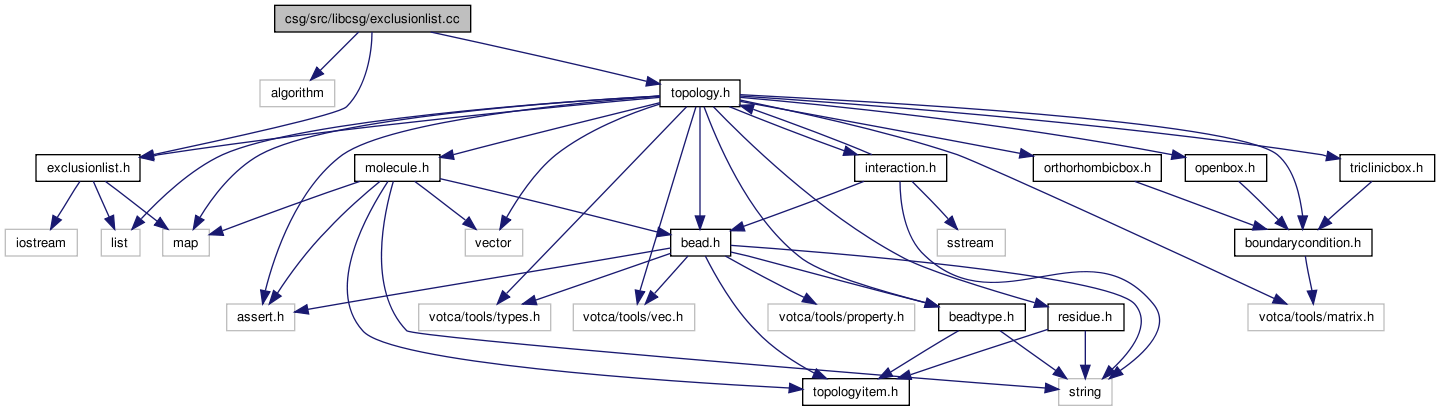 csg/src/libcsg/exclusionlist.cc
algorithm
topology.h
exclusionlist.h
molecule.h
interaction.h
orthorhombicbox.h
openbox.h
triclinicbox.h
iostream
list
map
vector
bead.h
sstream
boundarycondition.h
assert.h
votca/tools/types.h
votca/tools/vec.h
votca/tools/property.h
beadtype.h
residue.h
votca/tools/matrix.h
topologyitem.h
string